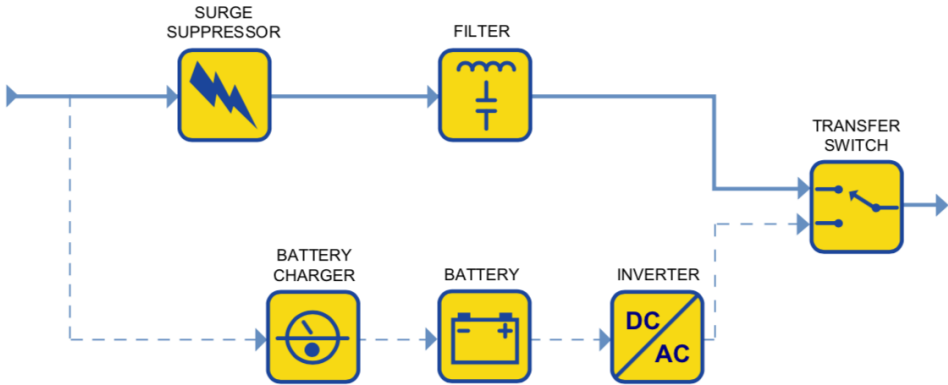 SURGE
SUPPRESSOR
FILTER
TRANSFER
SWITCH
BATTERY
CHARGER
BATTERY
INVERTER
- +
DC
AC